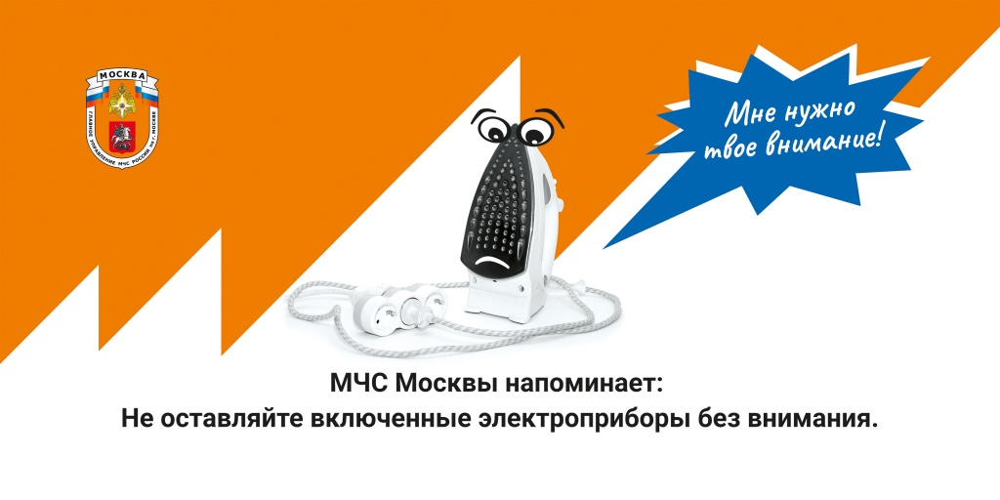 МОСКВА
ГЛАВНОЕ УПРАВЛЕНИЕ МЧС РОССИИ ПО Г. МОСКВЕ
Мне нужно
твое внимание!
МЧС Москвы напоминает:
Не оставляйте включенные электроприборы без внимания.